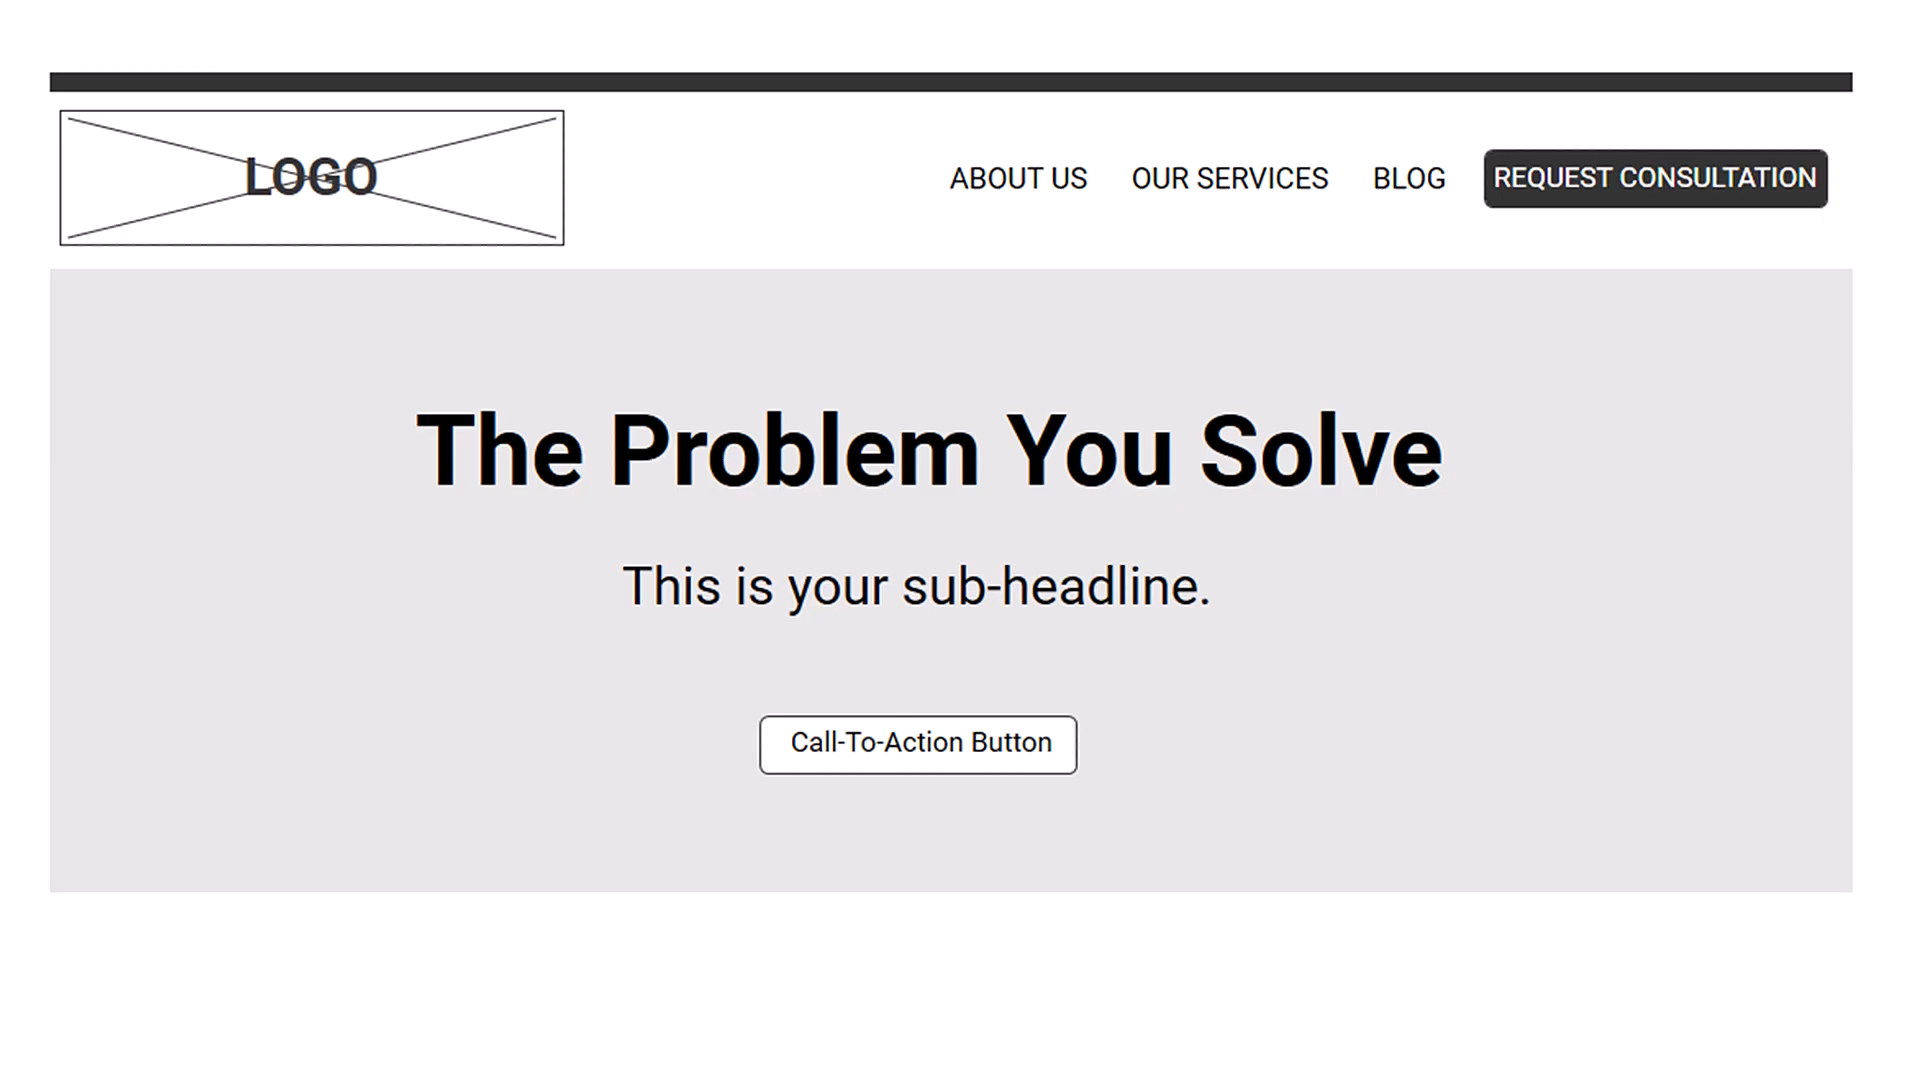 LOGO
ABOUT US OUR SERVICES BLOG REQUEST CONSULTATION
The Problem You Solve
This is your sub-headline.
Call-To-Action Button